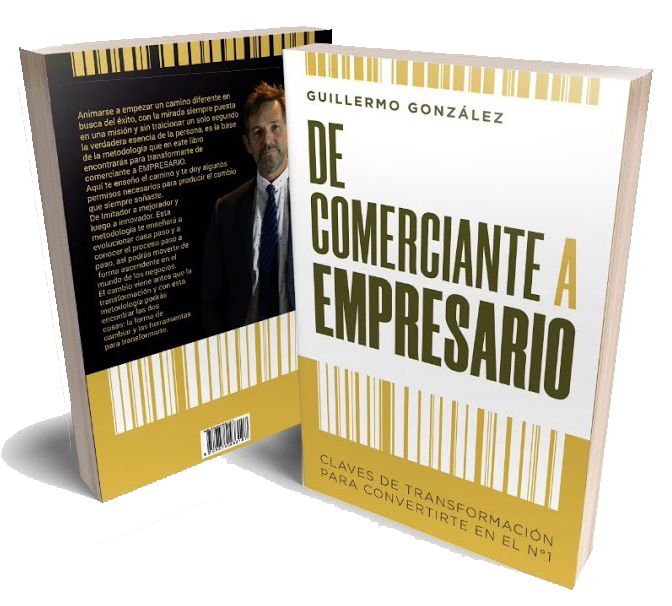 Animarse a empezar un camino diferente en
busca del éxito, con la mirada siempre puesta
en una misión y sin traicionar un solo segundo
la verdadera esencia de la persona, es la base
de la metodología que en este libro
encontrarás para transformarte de
comerciante a EMPRESARIO.
Aquí te enseño el camino y te doy algunos
permisos necesarios para producir el cambio
que siempre soñaste.
De Imitador a mejorador y
luego a innovador. Esta
metodología te enseñará a
evolucionar casa paso y a
conocer el proceso paso a
paso, así podrás moverte de
forma ascendente en el
mundo de los negocios.
El cambio viene antes que la
transformación y con esta
metodología podrás
encontrar las dos
cosas: la forma de
cambiar y las herramientas
para transformarte.
GUILLERMO GONZÁLEZ
DE
COMERCIANTE A
EMPRESARIO
CLAVES DE TRANSFORMACIÓN
PARA CONVERTIRTE EN EL Nº1